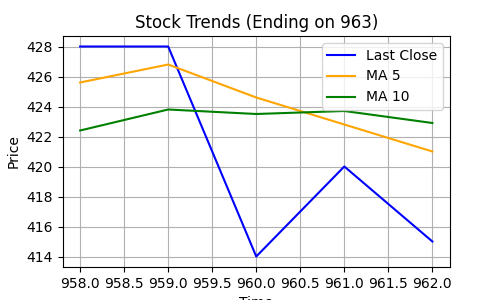 Stock Trends (Ending on 963)
Last Close
MA 5
MA 10
Price
428
426
424
422
420
418
416
414
958.0 958.5 959.0 959.5 960.0 960.5 961.0 961.5 962.0
Time